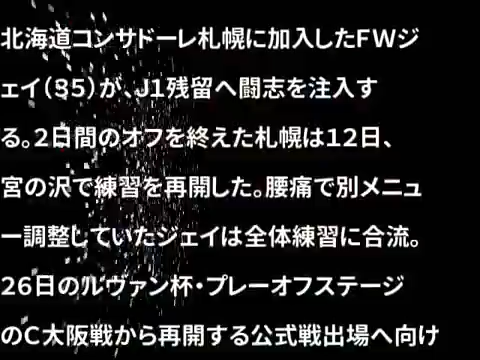 北海道コンサドーレ札幌に加入したＦＷジ
ェイ（３５）が、Ｊ１残留へ闘志を注入す
る。２日間のオフを終えた札幌は１２日、
宮の沢で練習を再開した。腰痛で別メニュ
ー調整していたジェイは全体練習に合流。
２６日のルヴァン杯・プレーオフステージ
のＣ大阪戦から再開する公式戦出場へ向け